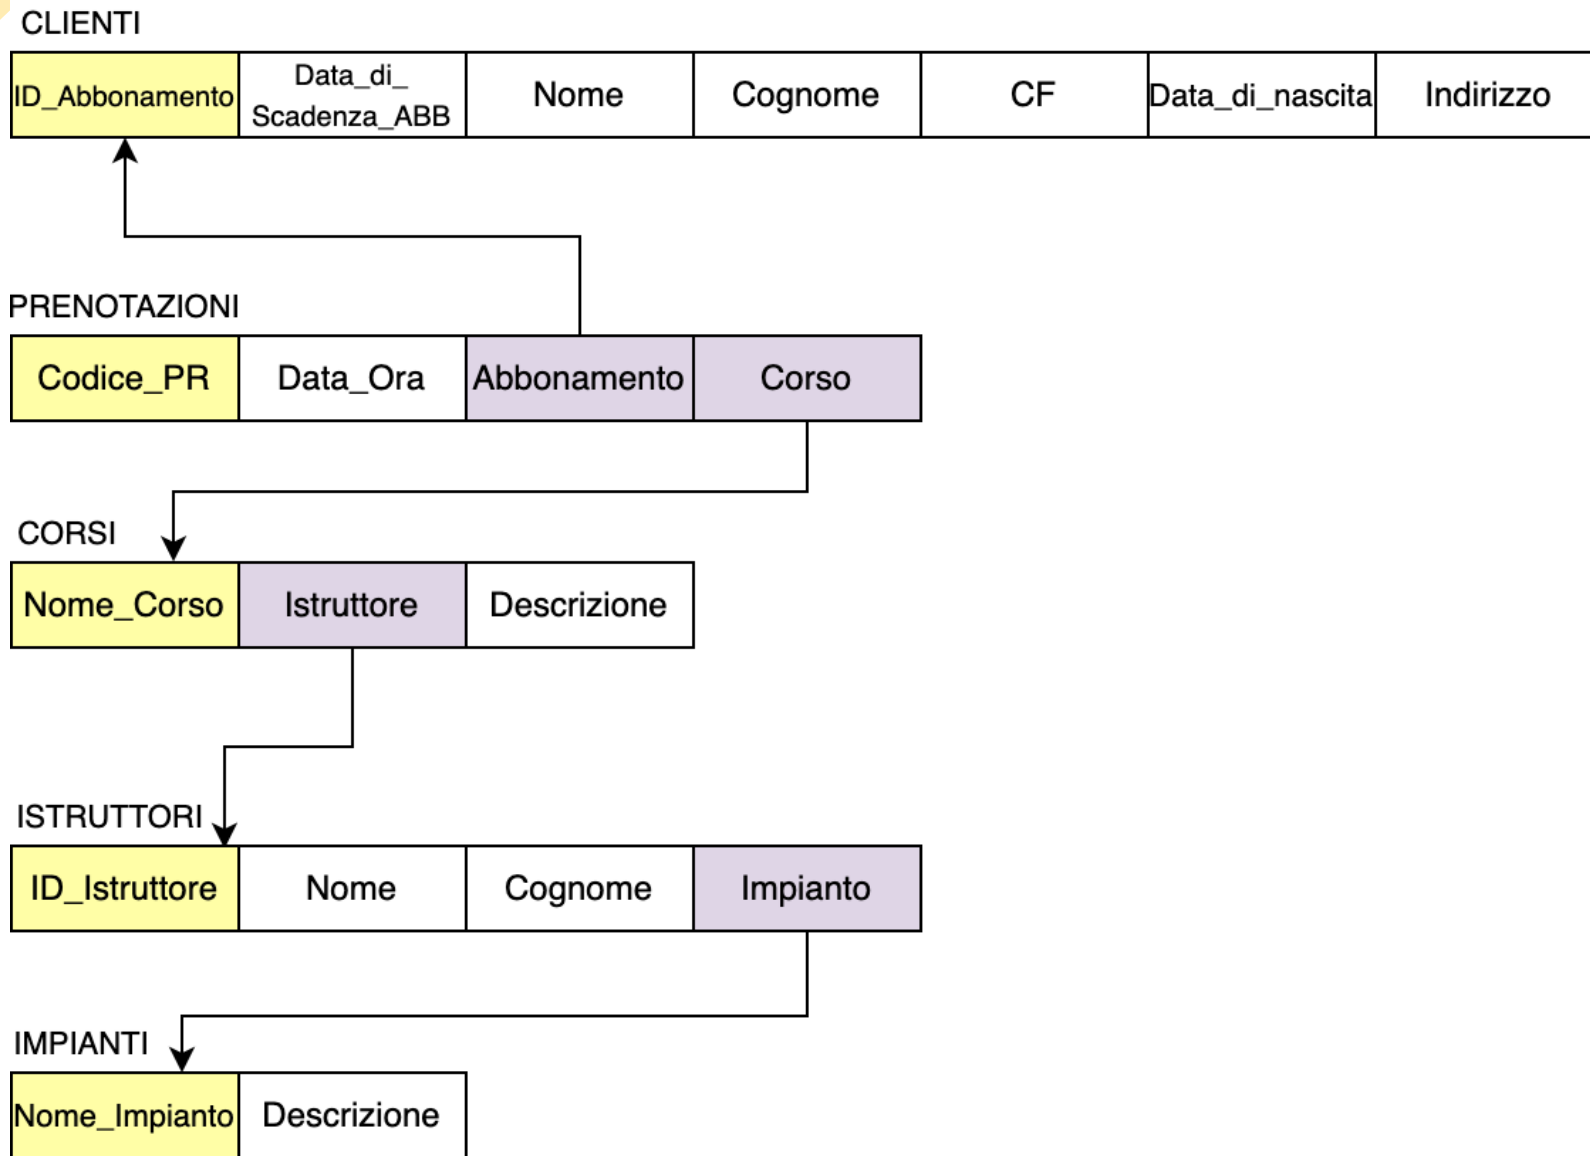 CLIENTI
ID_Abbonamento
Data_di_
Scadenza_ABB
Nome
Cognome
CF
Data_di_nascita
Indirizzo
PRENOTAZIONI
Codice_PR
Data_Ora
Abbonamento
Corso
CORSI
Nome_Corso
Istruttore
Descrizione
ISTRUTTORI
ID_Istruttore
Nome
Cognome
Impianto
IMPIANTI
Nome_Impianto
Descrizione